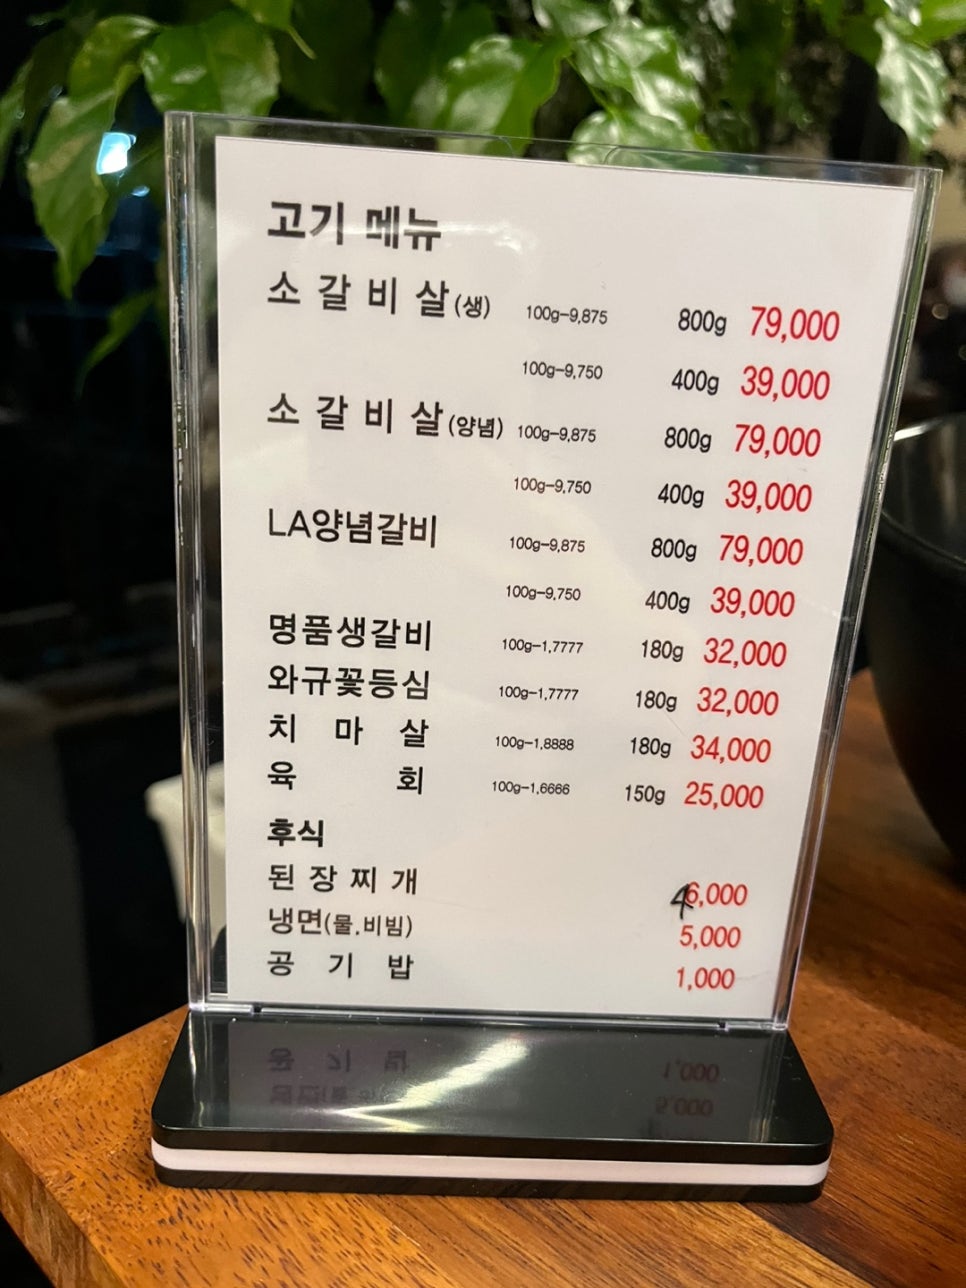 고기 메뉴
소 갈 비 살 (생) 100g-9,875 800g 79,000
100g-9,750 400g 39,000
소 갈 비 살 (양념) 100g-9,875 800g 79,000
100g-9,750 400g 39,000
LA양념갈비 100g-9,875 800g 79,000
100g-9,750 400g 39,000
명품생갈비 100g-1,7777 180g 32,000
와규꽃등심 100g-1,7777 180g 32,000
치 마 살 100g-1,8888 180g 34,000
육 회 100g-1,6666 150g 25,000
후식
된 장 찌 개 46,000
냉면(물.비빔) 5,000
공 기 밥 1,000